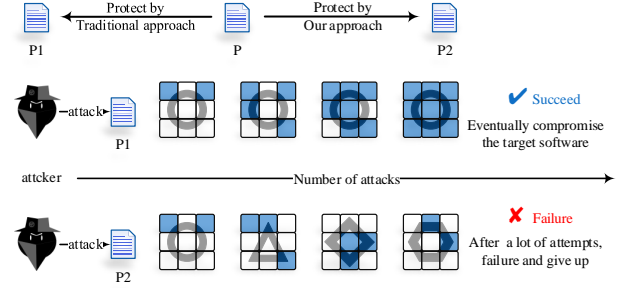 Protect by
Traditional approach
Protect by
Our approach
P1
P
P2
attack
P1
Succeed
Eventually compromise
the target software
attcker
Number of attacks
attack
P2
Failure
After a lot of attempts,
failure and give up